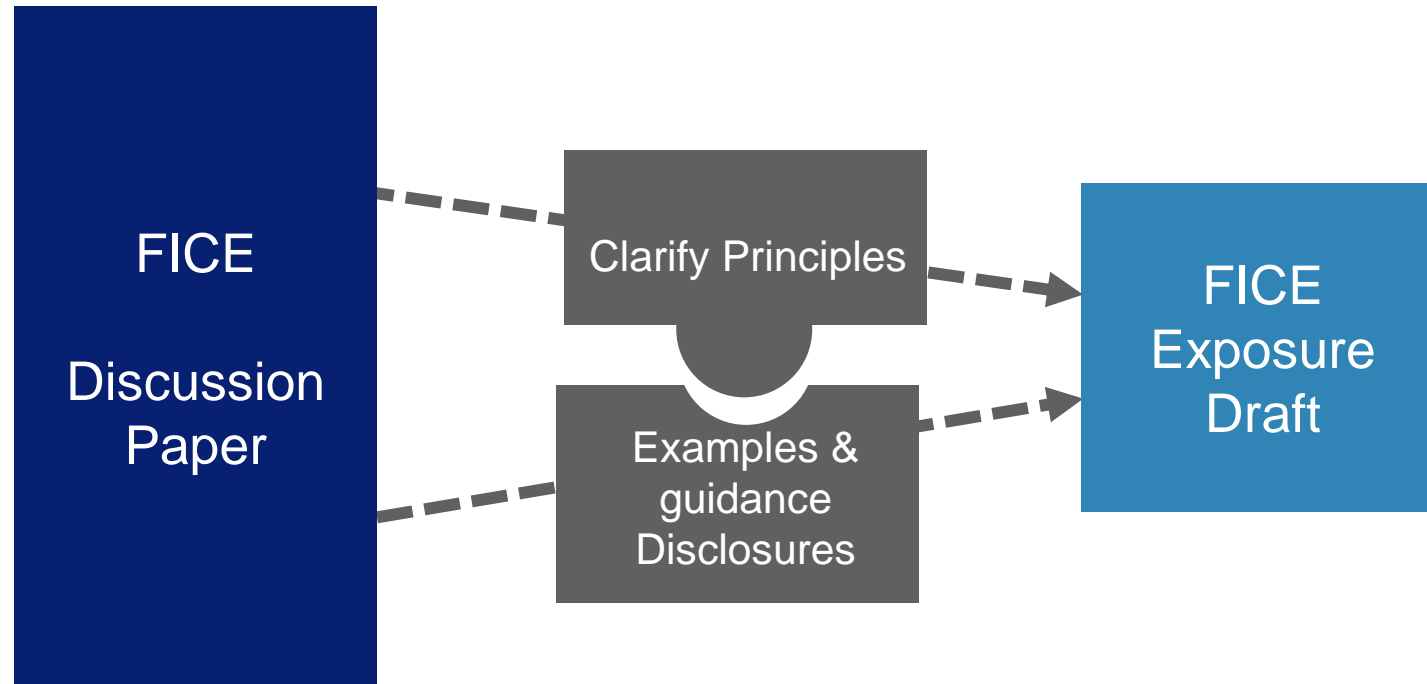 FICE
Discussion
Paper
Clarify Principles
Examples &
guidance
Disclosures
FICE
Exposure
Draft